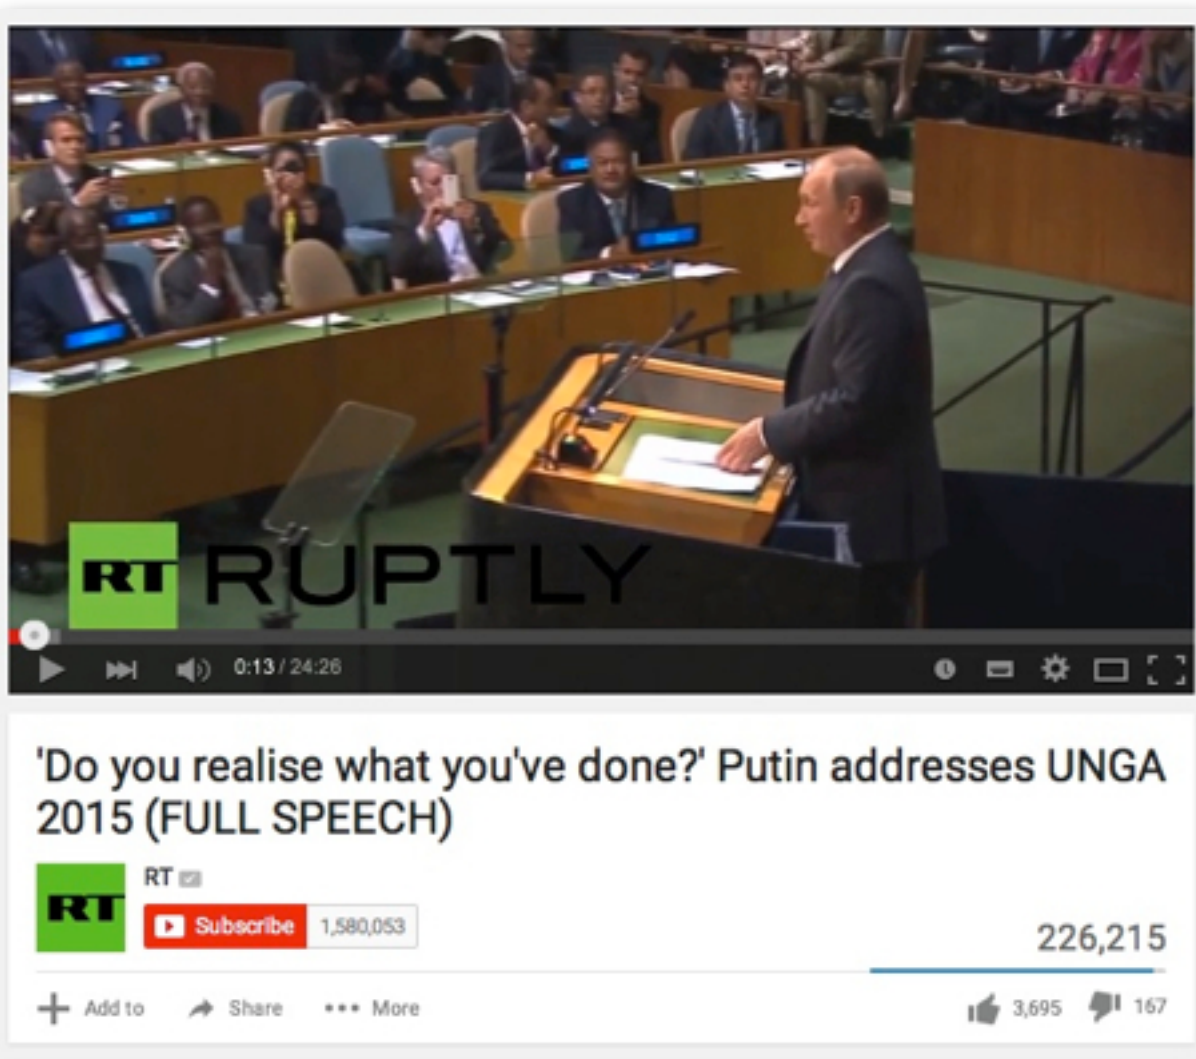 RT RUPTLY
0:13 / 24:26
'Do you realise what you've done?' Putin addresses UNGA
2015 (FULL SPEECH)
RT
RT
Subscribe 1,580,053
226,215
Add to Share More 3,695 167